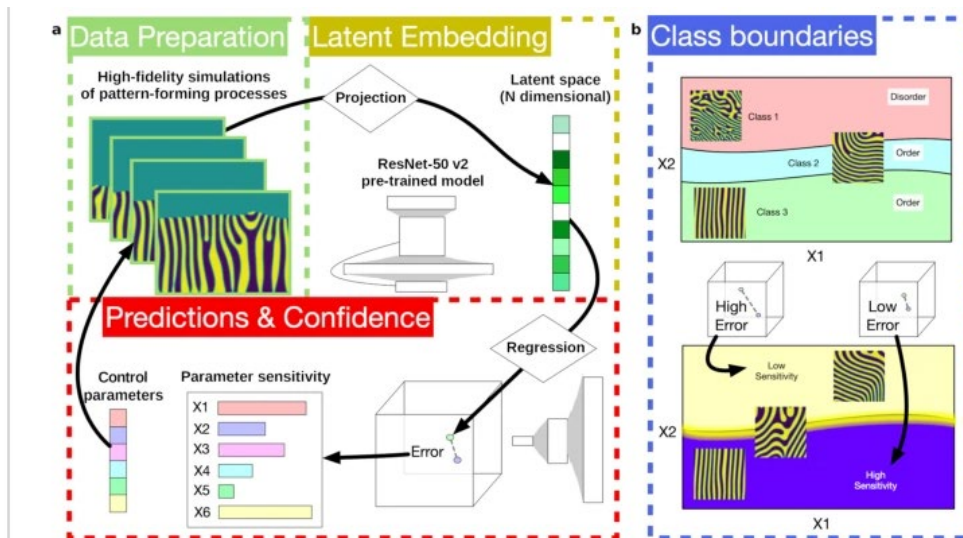 a
Data Preparation
Latent Embedding
High-fidelity simulations
of pattern-forming processes
Projection
Latent space
(N dimensional)
ResNet-50 v2
pre-trained model
Predictions & Confidence
Regression
Control
parameters
Parameter sensitivity
X1
X2
X3
X4
X5
X6
Error
b
Class boundaries
Disorder
Class 1
Order
Class 2
X2
Order
Class 3
X1
High
Error
Low
Error
Low
Sensitivity
X2
High
Sensitivity
X1